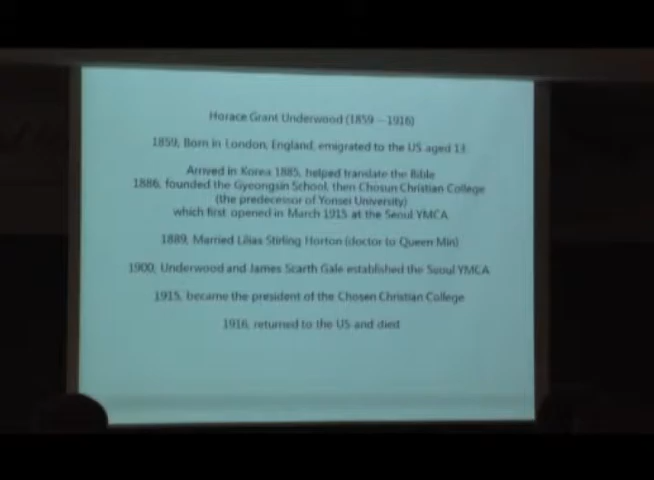 Horace Grant Underwood (1859 – 1916)
1859, Born in London, England, emigrated to the US aged 13
Arrived in Korea 1885, helped translate the Bible
1886, founded the Gyeongsin School, then Chosun Christian College
(the predecessor of Yonsei University)
which first opened in March 1915 at the Seoul YMCA
1889, Married Lilias Stirling Horton (doctor to Queen Min)
1900, Underwood and James Scarth Gale established the Seoul YMCA
1915, became the president of the Chosen Christian College
1916, returned to the US and died